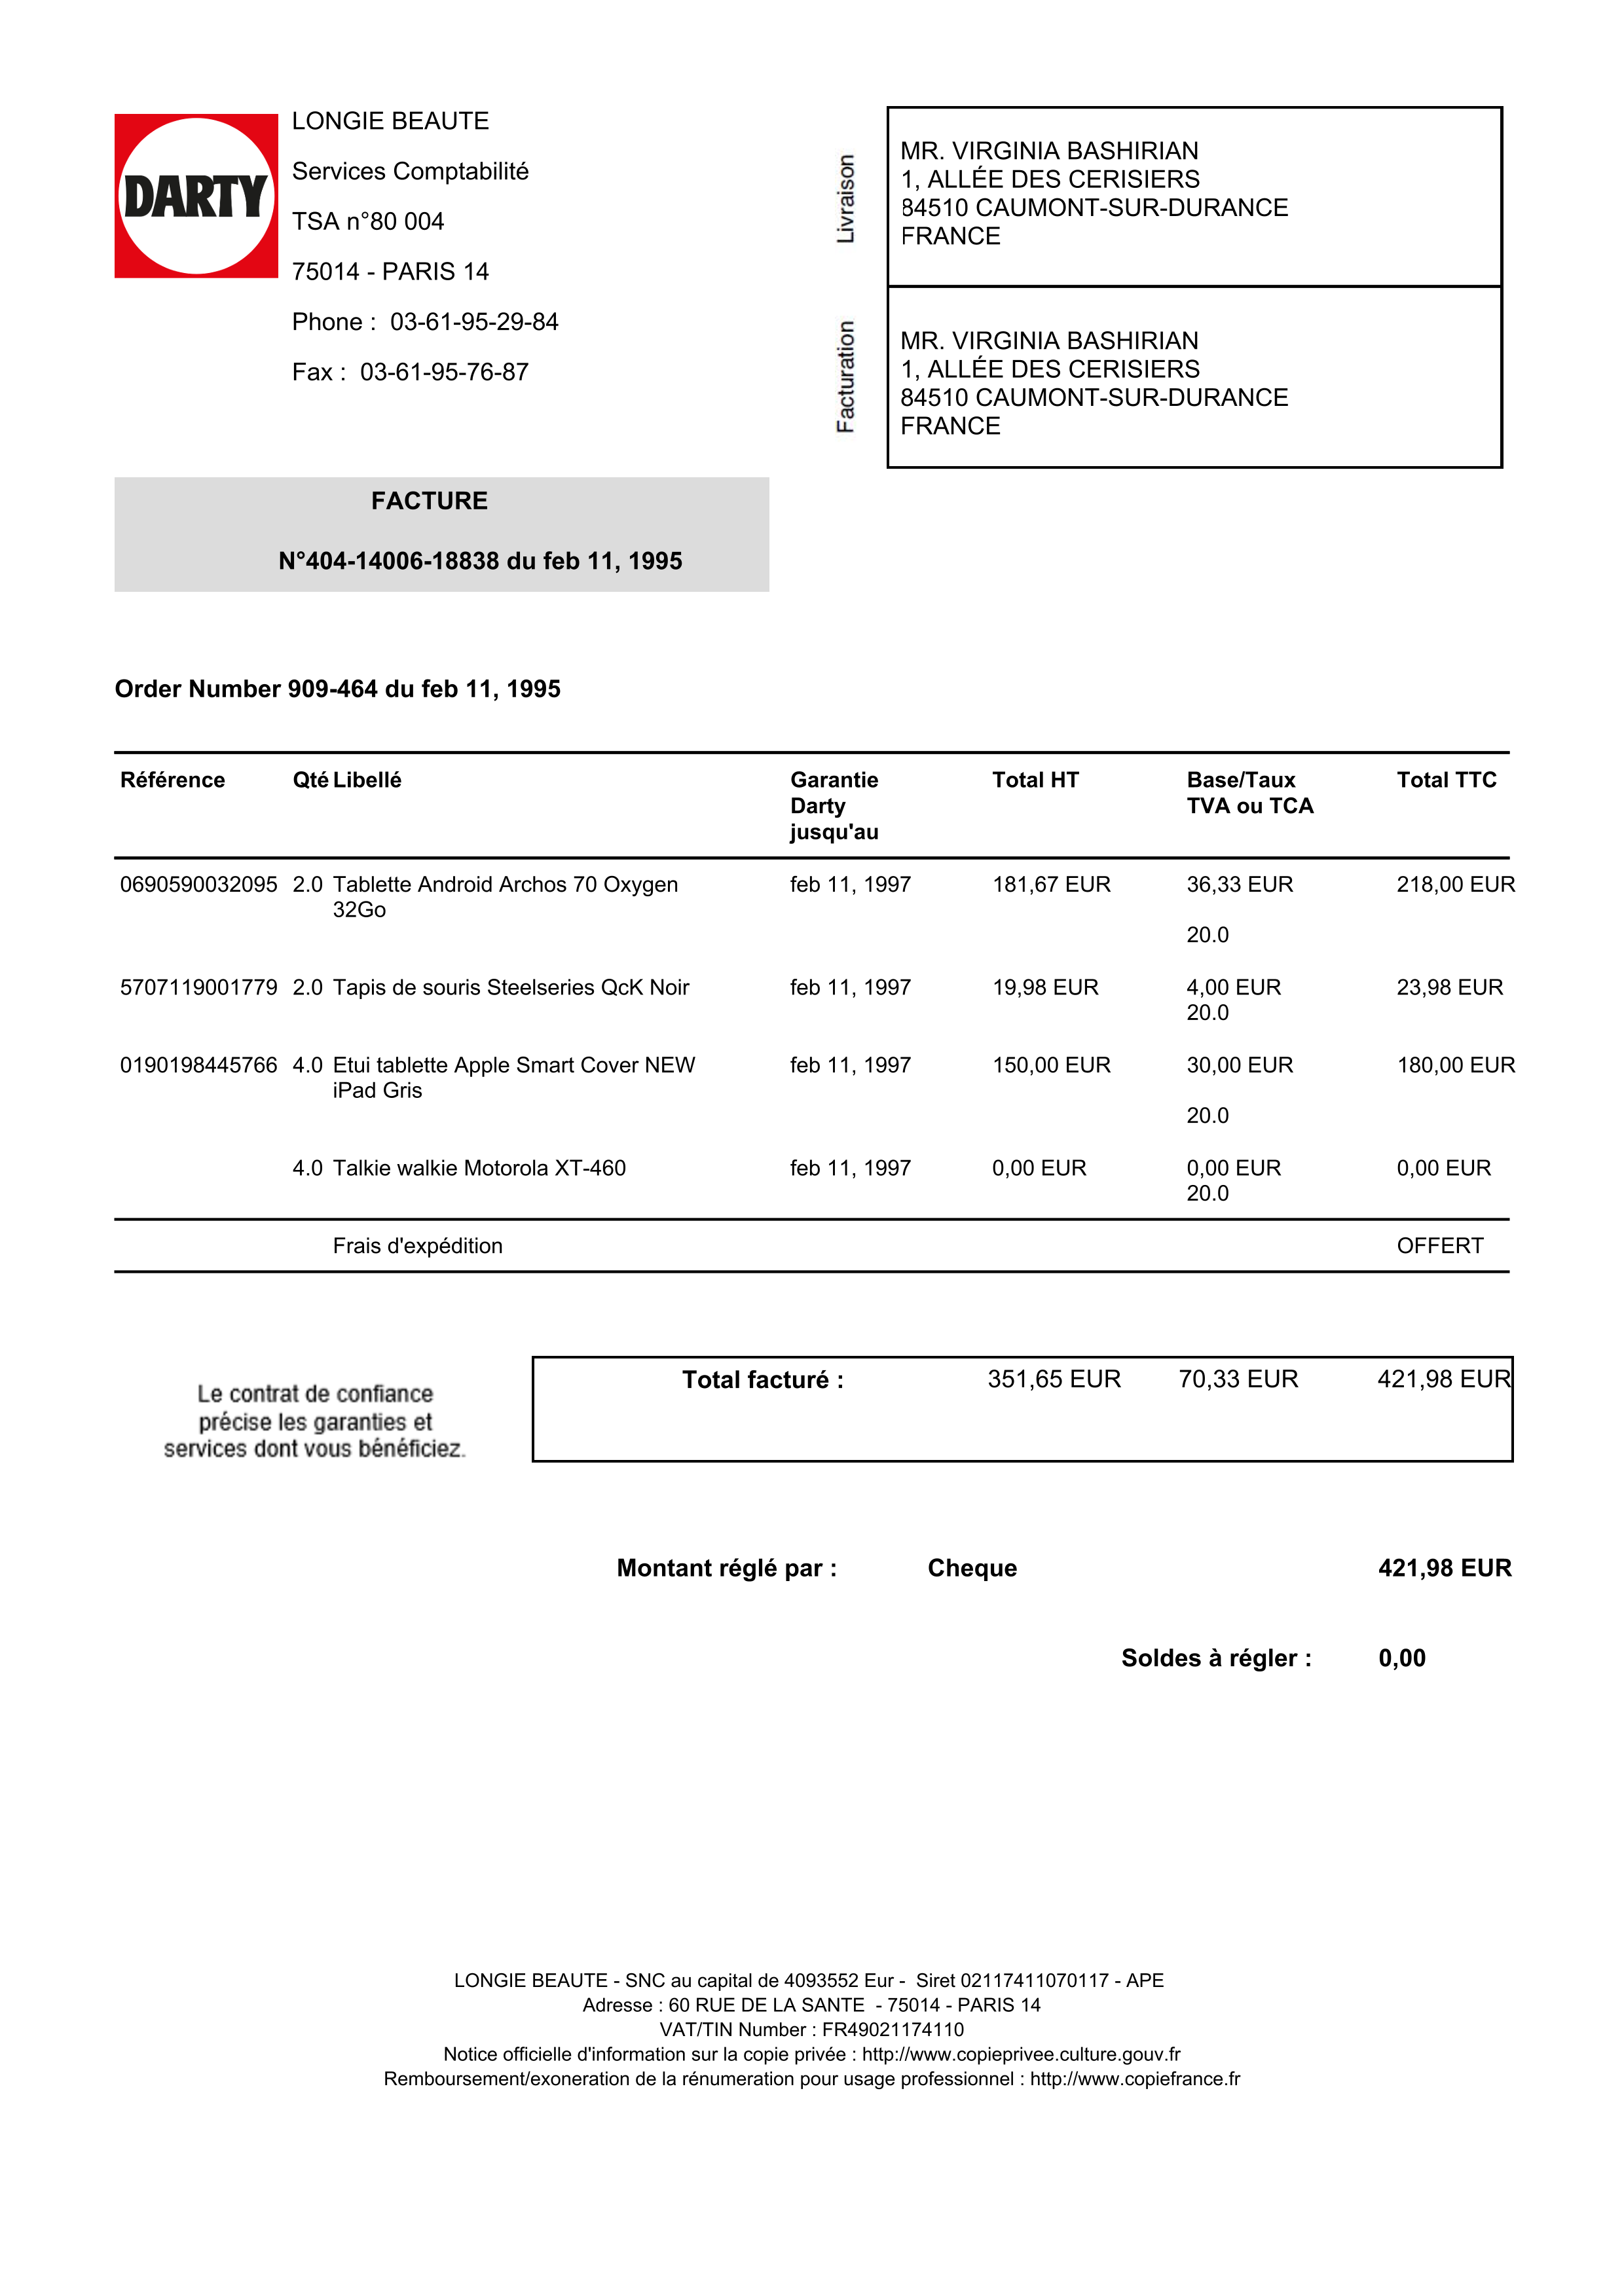 DARTY
LONGIE BEAUTE
Services Comptabilité
TSA n°80 004
75014 - PARIS 14
Phone : 03-61-95-29-84
Fax : 03-61-95-76-87
Livraison
MR. VIRGINIA BASHIRIAN
1, ALLÉE DES CERISIERS
84510 CAUMONT-SUR-DURANCE
FRANCE
Facturation
MR. VIRGINIA BASHIRIAN
1, ALLÉE DES CERISIERS
84510 CAUMONT-SUR-DURANCE
FRANCE
FACTURE
N°404-14006-18838 du feb 11, 1995
Order Number 909-464 du feb 11, 1995
Référence Qté Libellé Garantie Total HT Base/Taux Total TTC
Darty TVA ou TCA
jusqu'au
0690590032095 2.0 Tablette Android Archos 70 Oxygen feb 11, 1997 181,67 EUR 36,33 EUR 218,00 EUR
32Go
20.0
5707119001779 2.0 Tapis de souris Steelseries QcK Noir feb 11, 1997 19,98 EUR 4,00 EUR 23,98 EUR
20.0
0190198445766 4.0 Etui tablette Apple Smart Cover NEW feb 11, 1997 150,00 EUR 30,00 EUR 180,00 EUR
iPad Gris
20.0
4.0 Talkie walkie Motorola XT-460 feb 11, 1997 0,00 EUR 0,00 EUR 0,00 EUR
20.0
Frais d'expédition OFFERT
Le contrat de confiance
précise les garanties et
services dont vous bénéficiez.
Total facturé : 351,65 EUR 70,33 EUR 421,98 EUR
Montant réglé par : Cheque 421,98 EUR
Soldes à régler : 0,00
LONGIE BEAUTE - SNC au capital de 4093552 Eur - Siret 02117411070117 - APE
Adresse : 60 RUE DE LA SANTE - 75014 - PARIS 14
VAT/TIN Number : FR49021174110
Notice officielle d'information sur la copie privée : http://www.copieprivee.culture.gouv.fr
Remboursement/exoneration de la rénumeration pour usage professionnel : http://www.copiefrance.fr